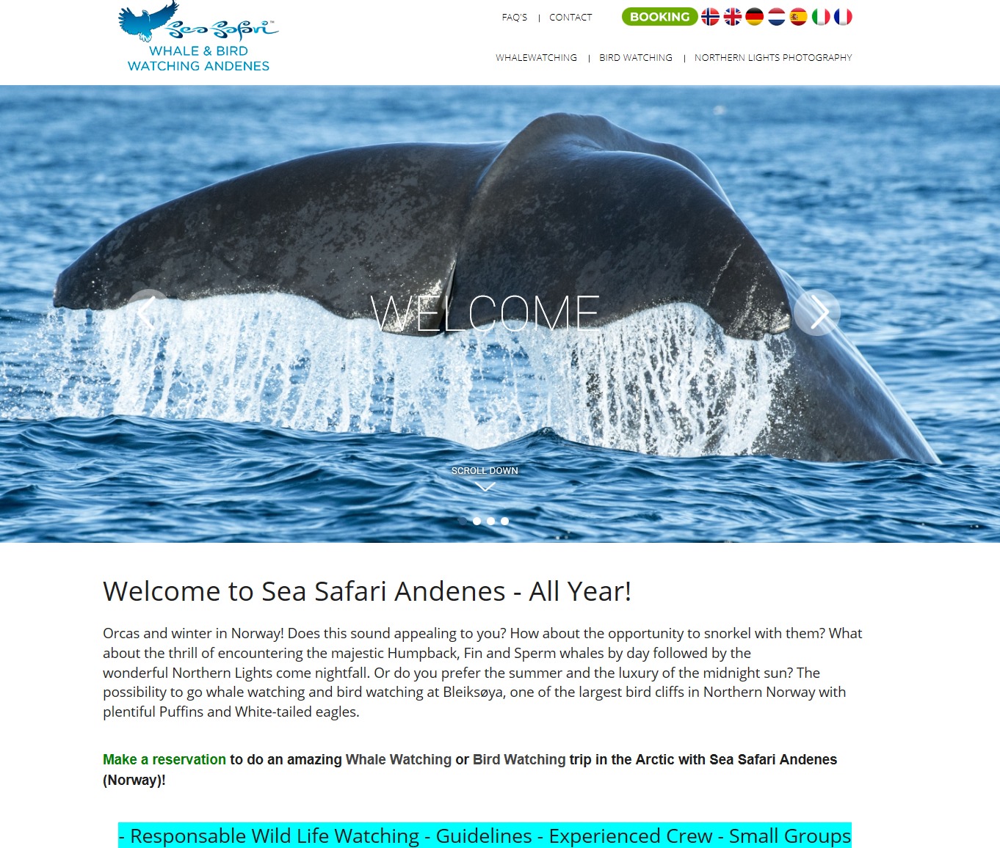 Sea Safari™
WHALE & BIRD
WATCHING ANDENES
FAQ'S | CONTACT
BOOKING
WHALEWATCHING | BIRD WATCHING | NORTHERN LIGHTS PHOTOGRAPHY
WELCOME
SCROLL DOWN
Welcome to Sea Safari Andenes - All Year!
Orcas and winter in Norway! Does this sound appealing to you? How about the opportunity to snorkel with them? What
about the thrill of encountering the majestic Humpback, Fin and Sperm whales by day followed by the
wonderful Northern Lights come nightfall. Or do you prefer the summer and the luxury of the midnight sun? The
possibility to go whale watching and bird watching at Bleiksøya, one of the largest bird cliffs in Northern Norway with
plentiful Puffins and White-tailed eagles.
Make a reservation to do an amazing Whale Watching or Bird Watching trip in the Arctic with Sea Safari Andenes
(Norway)!
- Responsable Wild Life Watching - Guidelines - Experienced Crew - Small Groups